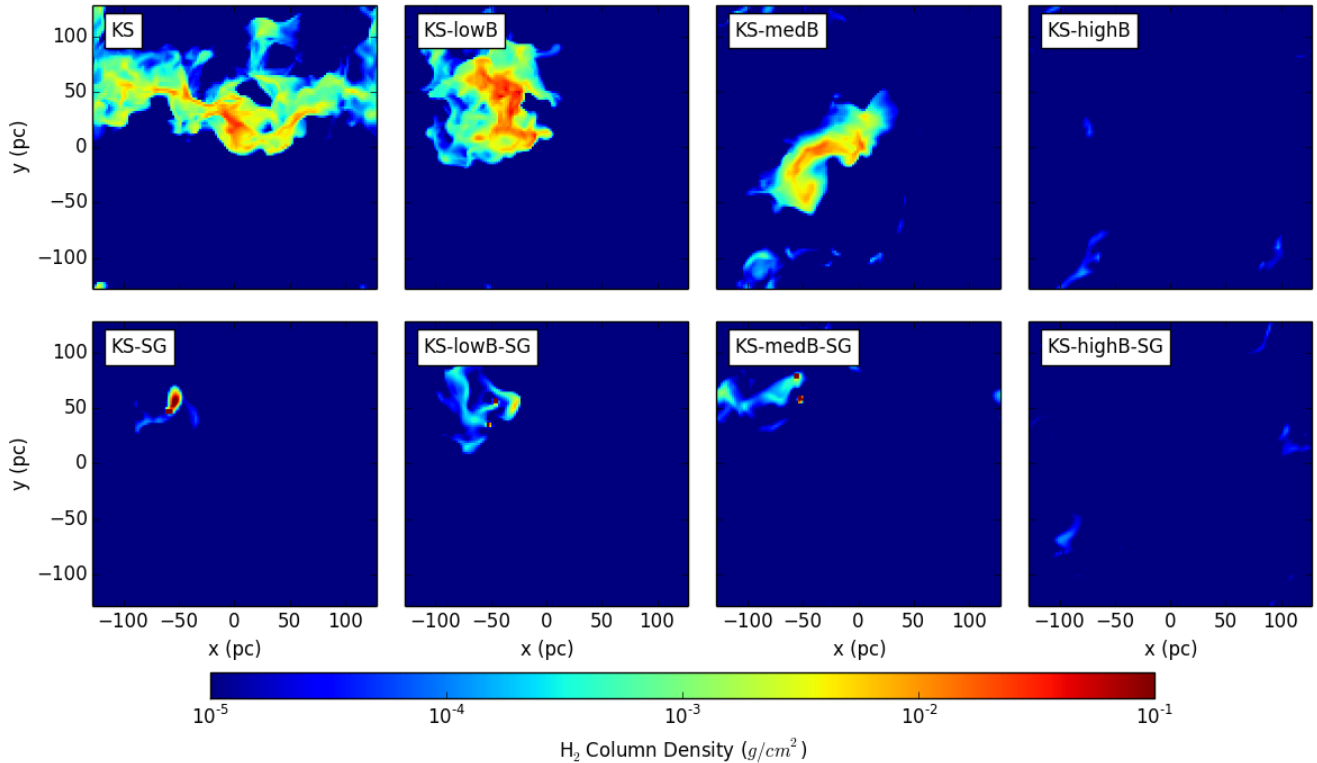 KS
KS-lowB
KS-medB
KS-highB
100
50
0
−50
−100
y (pc)
KS-SG
KS-lowB-SG
KS-medB-SG
KS-highB-SG
100
50
0
−50
−100
y (pc)
−100 −50 0 50 100 −100 −50 0 50 100 −100 −50 0 50 100 −100 −50 0 50 100
x (pc) x (pc) x (pc) x (pc)
10⁻⁵ 10⁻⁴ 10⁻³ 10⁻² 10⁻¹
H₂ Column Density (g/cm²)